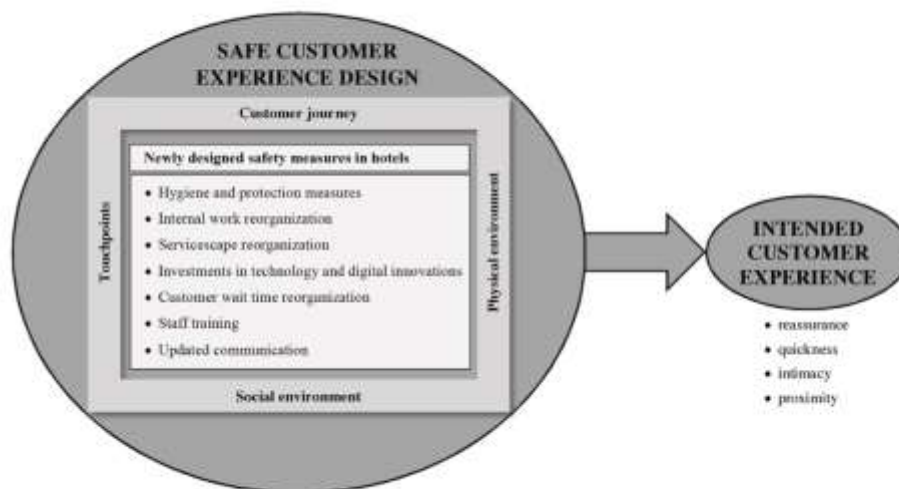 SAFE CUSTOMER
EXPERIENCE DESIGN
Customer journey
Touchpoints
Newly designed safety measures in hotels
• Hygiene and protection measures
• Internal work reorganization
• Servicescape reorganization
• Investments in technology and digital innovations
• Customer wait time reorganization
• Staff training
• Updated communication
Physical environment
Social environment
INTENDED
CUSTOMER
EXPERIENCE
• reassurance
• quickness
• intimacy
• proximity